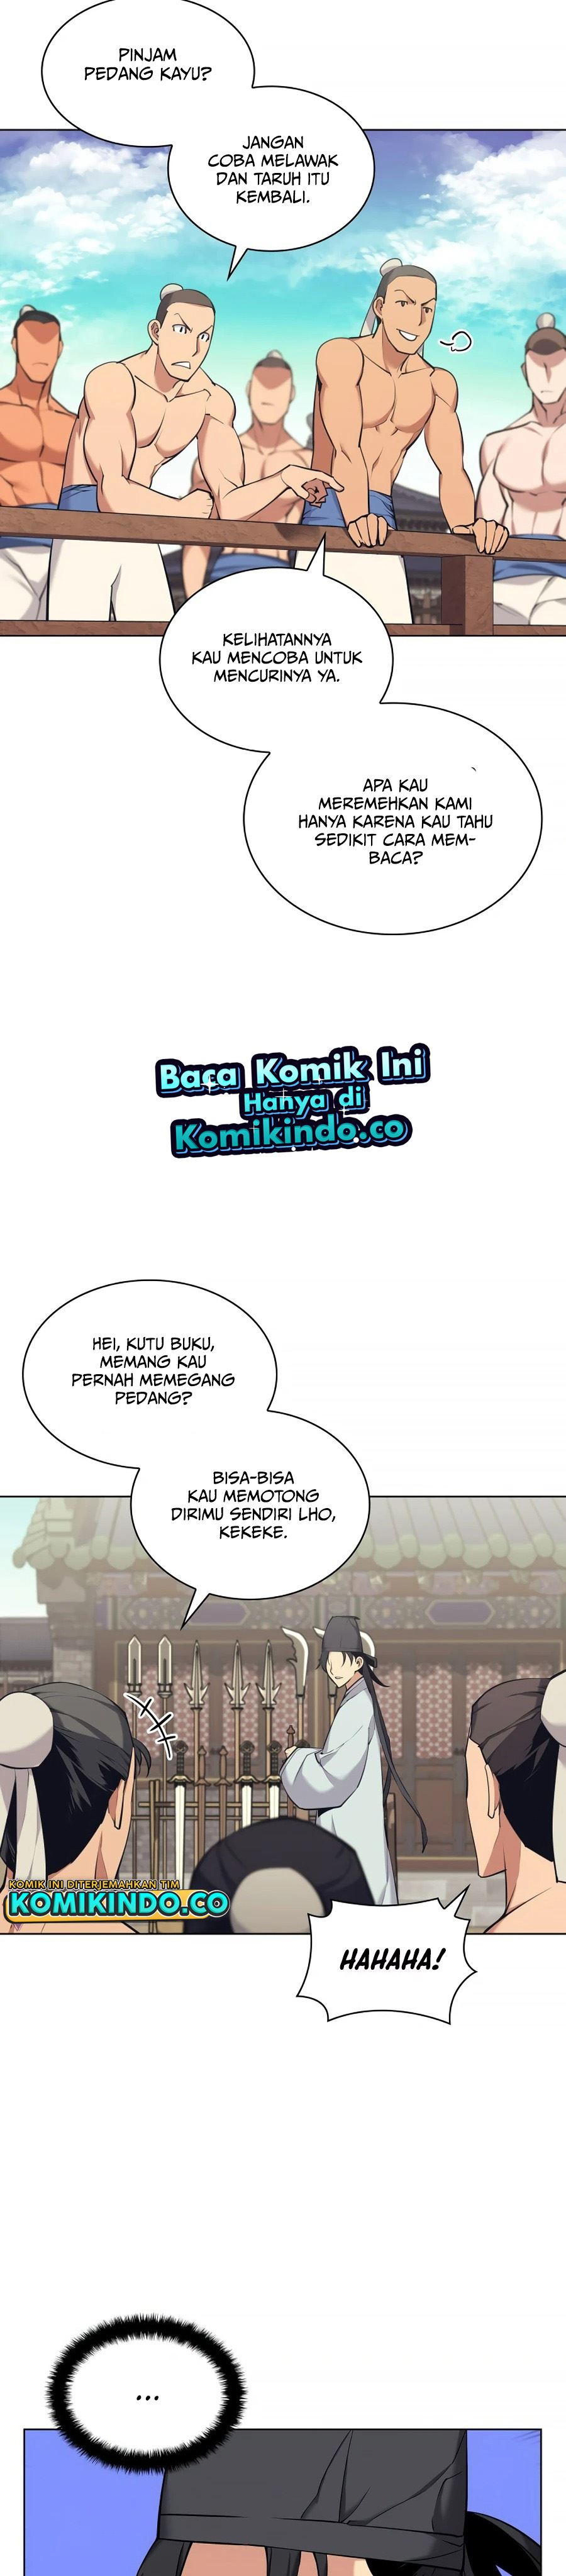 PINJAM
PEDANG KAYU?
JANGAN
COBA MELAWAK
DAN TARUH ITU
KEMBALI.
KELIHATANNYA
KAU MENCOBA UNTUK
MENCURINYA YA.
APA KAU
MEREMEHKAN KAMI
HANYA KARENA KAU TAHU
SEDIKIT CARA MEM-
BACA?
Baca Komik Ini
Hanya di
Komikindo.co
HEI, KUTU BUKU,
MEMANG KAU
PERNAH MEMEGANG
PEDANG?
BISA-BISA
KAU MEMOTONG
DIRIMU SENDIRI LHO,
KEKEKE.
KOMIK INI DITERJEMAHKAN TIM
KOMIKINDO.CO
HAHAHA!
...